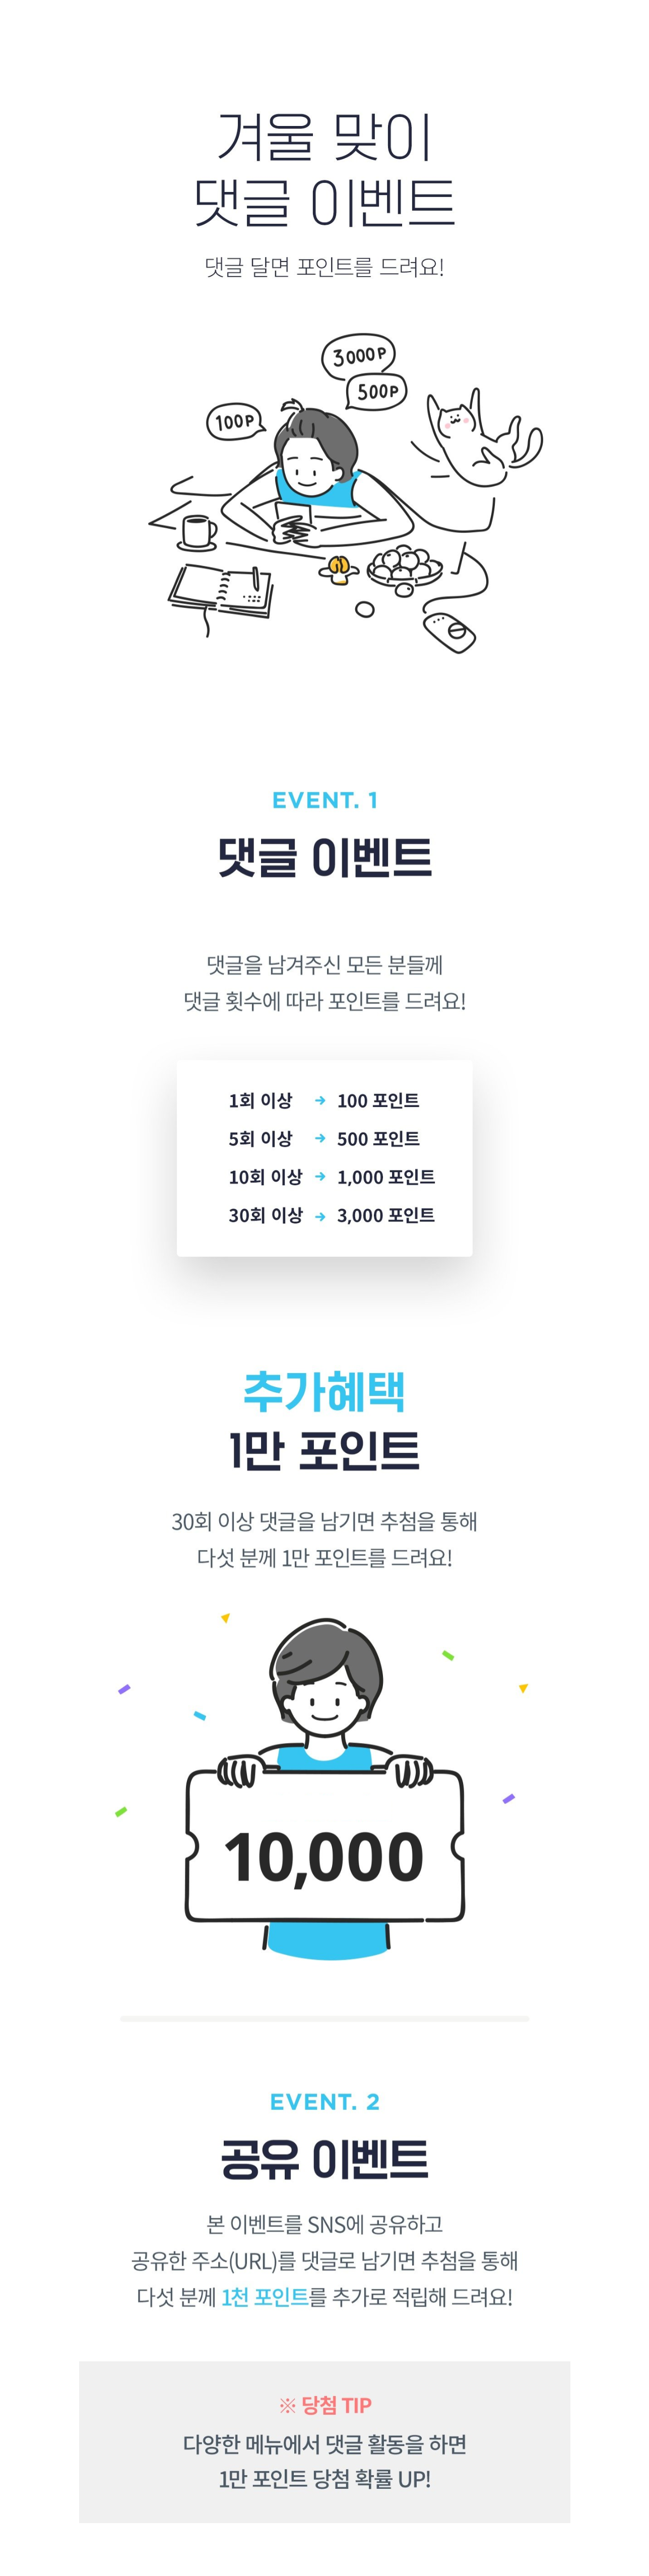 겨울 맞이
댓글 이벤트
댓글 달면 포인트를 드려요!
3000P
500P
100P
EVENT. 1
댓글 이벤트
댓글을 남겨주신 모든 분들께
댓글 횟수에 따라 포인트를 드려요!
1회 이상 → 100 포인트
5회 이상 → 500 포인트
10회 이상 → 1,000 포인트
30회 이상 → 3,000 포인트
추가혜택
1만 포인트
30회 이상 댓글을 남기면 추첨을 통해
다섯 분께 1만 포인트를 드려요!
10,000
EVENT. 2
공유 이벤트
본 이벤트를 SNS에 공유하고
공유한 주소(URL)를 댓글로 남기면 추첨을 통해
다섯 분께 1천 포인트를 추가로 적립해 드려요!
※ 당첨 TIP
다양한 메뉴에서 댓글 활동을 하면
1만 포인트 당첨 확률 UP!